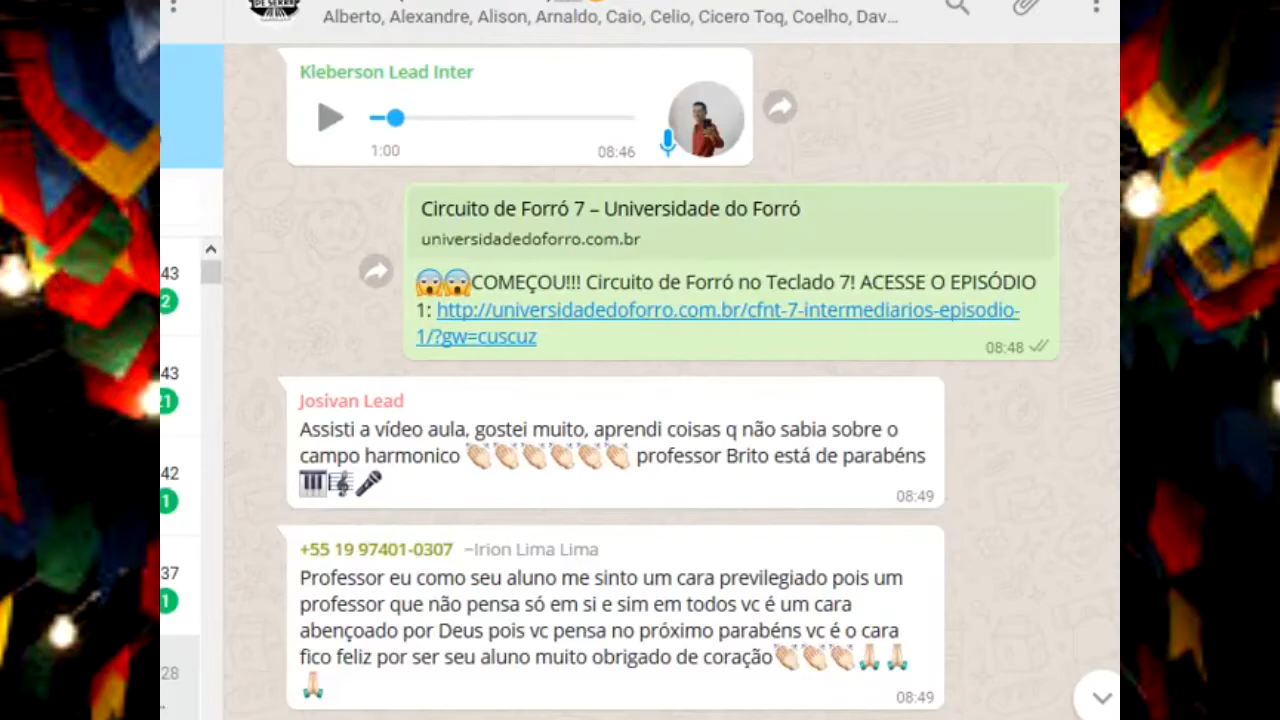 DE SERRA
Alberto, Alexandre, Alison, Arnaldo, Caio, Celio, Cicero Toq, Coelho, Dav...
Kleberson Lead Inter
1:00
08:46
Circuito de Forró 7 – Universidade do Forró
universidadedoforro.com.br
😱😱COMEÇOU!!! Circuito de Forró no Teclado 7! ACESSE O EPISÓDIO
1: http://universidadedoforro.com.br/cfnt-7-intermediarios-episodio-
1/?gw=cuscuz
08:48
43
2
Josivan Lead
Assisti a vídeo aula, gostei muito, aprendi coisas q não sabia sobre o
campo harmonico 👏🏻👏🏻👏🏻👏🏻👏🏻👏🏻 professor Brito está de parabéns
🎹🎼🎤
08:49
43
21
42
1
+55 19 97401-0307 ~Irion Lima Lima
Professor eu como seu aluno me sinto um cara previlegiado pois um
professor que não pensa só em si e sim em todos vc é um cara
abençoado por Deus pois vc pensa no próximo parabéns vc é o cara
fico feliz por ser seu aluno muito obrigado de coração👏🏻👏🏻👏🏻🙏🏻🙏🏻
🙏🏻
08:49
37
1
28